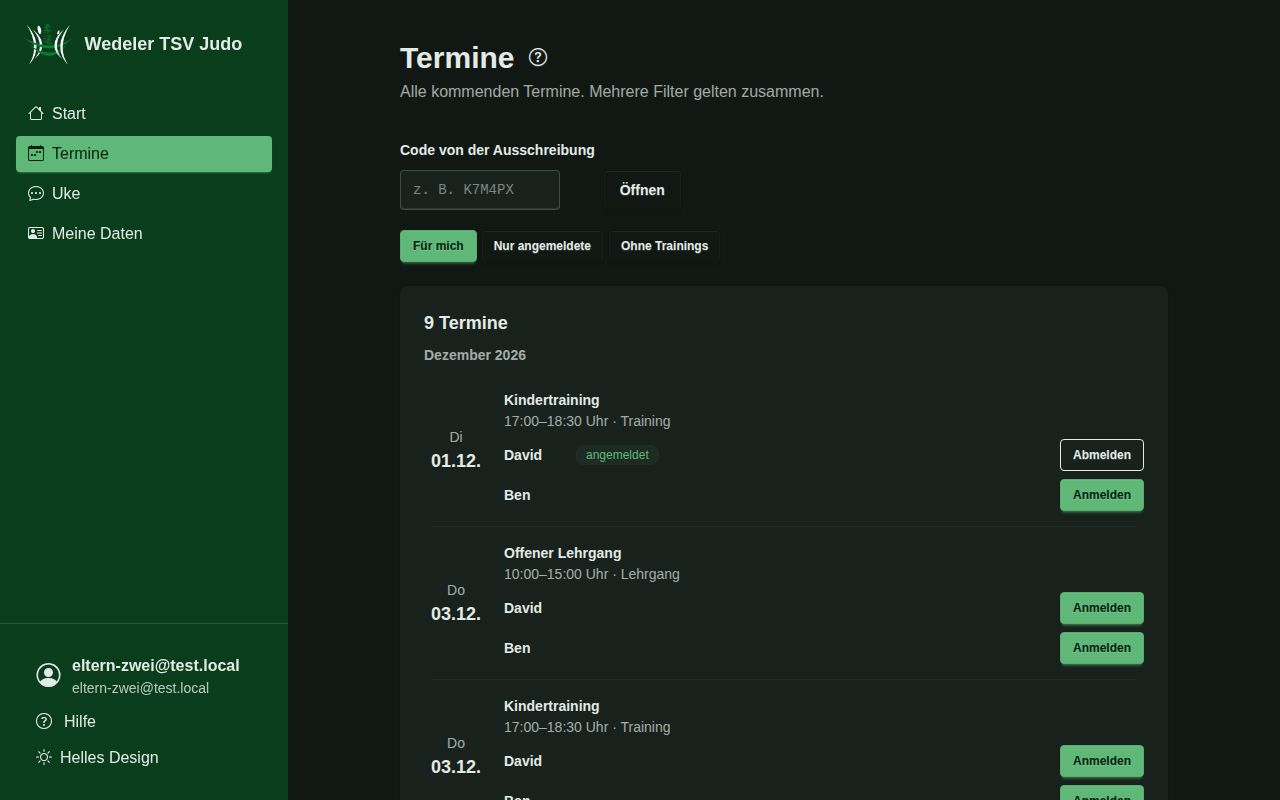 Wedeler TSV Judo
Start
Termine
Uke
Meine Daten
eltern-zwei@test.local
eltern-zwei@test.local
Hilfe
Helles Design
Termine
Alle kommenden Termine. Mehrere Filter gelten zusammen.
Code von der Ausschreibung
z. B. K7M4PX
Öffnen
Für mich Nur angemeldete Ohne Trainings
9 Termine
Dezember 2026
Di
01.12.
Kindertraining
17:00–18:30 Uhr · Training
David angemeldet Abmelden
Ben Anmelden
Do
03.12.
Offener Lehrgang
10:00–15:00 Uhr · Lehrgang
David Anmelden
Ben Anmelden
Do
03.12.
Kindertraining
17:00–18:30 Uhr · Training
David Anmelden
Ben Anmelden